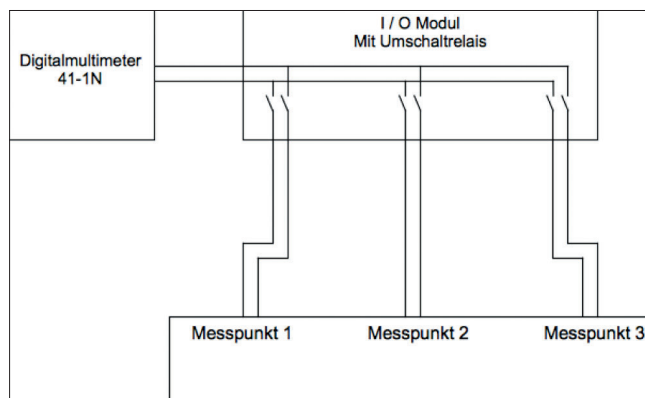 Digitalmultimeter
41-1N
I / O Modul
Mit Umschaltrelais
Messpunkt 1
Messpunkt 2
Messpunkt 3